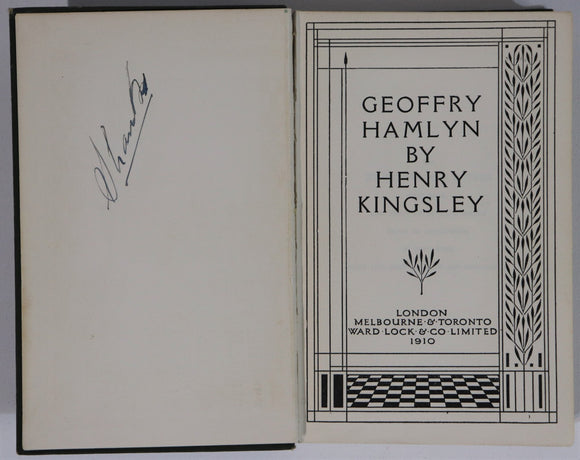 GEOFFRY
HAMLYN
BY
HENRY
KINGSLEY
LONDON
MELBOURNE · & · TORONTO
WARD · LOCK · & · CO · LIMITED
1910